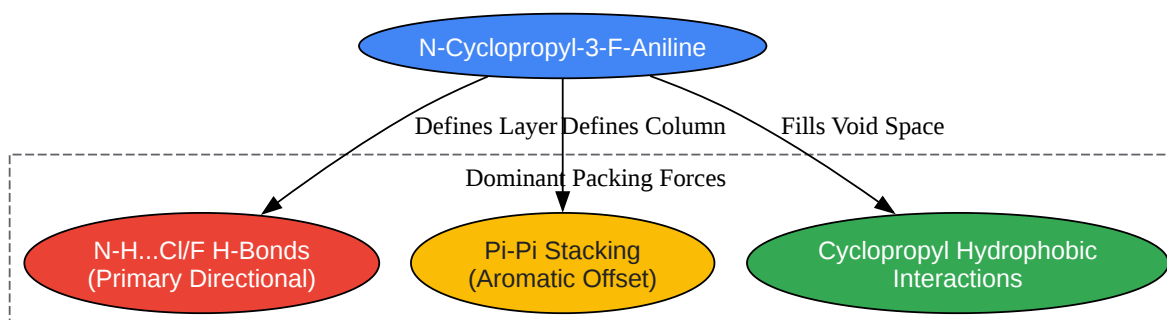 N-Cyclopropyl-3-F-Aniline
Defines Layer
Defines Column
Fills Void Space
Dominant Packing Forces
N-H...Cl/F H-Bonds
(Primary Directional)
Pi-Pi Stacking
(Aromatic Offset)
Cyclopropyl Hydrophobic
Interactions